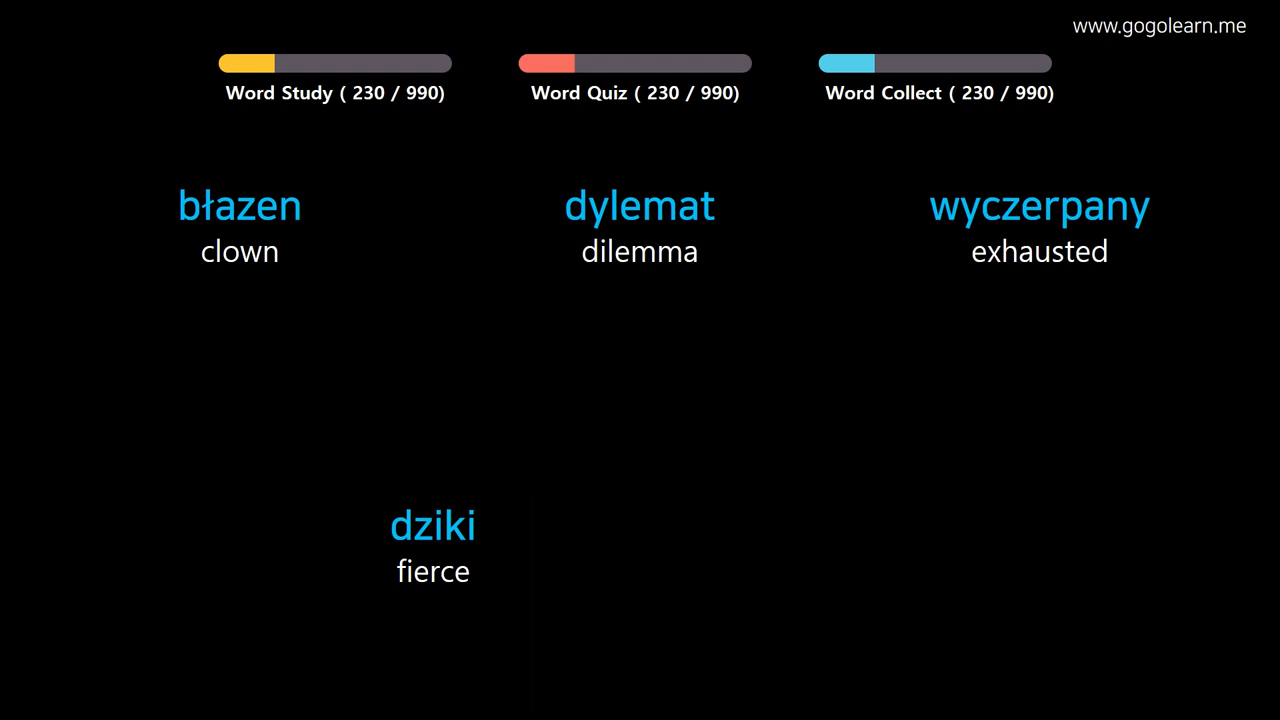 www.gogolearn.me
Word Study ( 230 / 990)
Word Quiz ( 230 / 990)
Word Collect ( 230 / 990)
błazen
clown
dylemat
dilemma
wyczerpany
exhausted
dziki
fierce